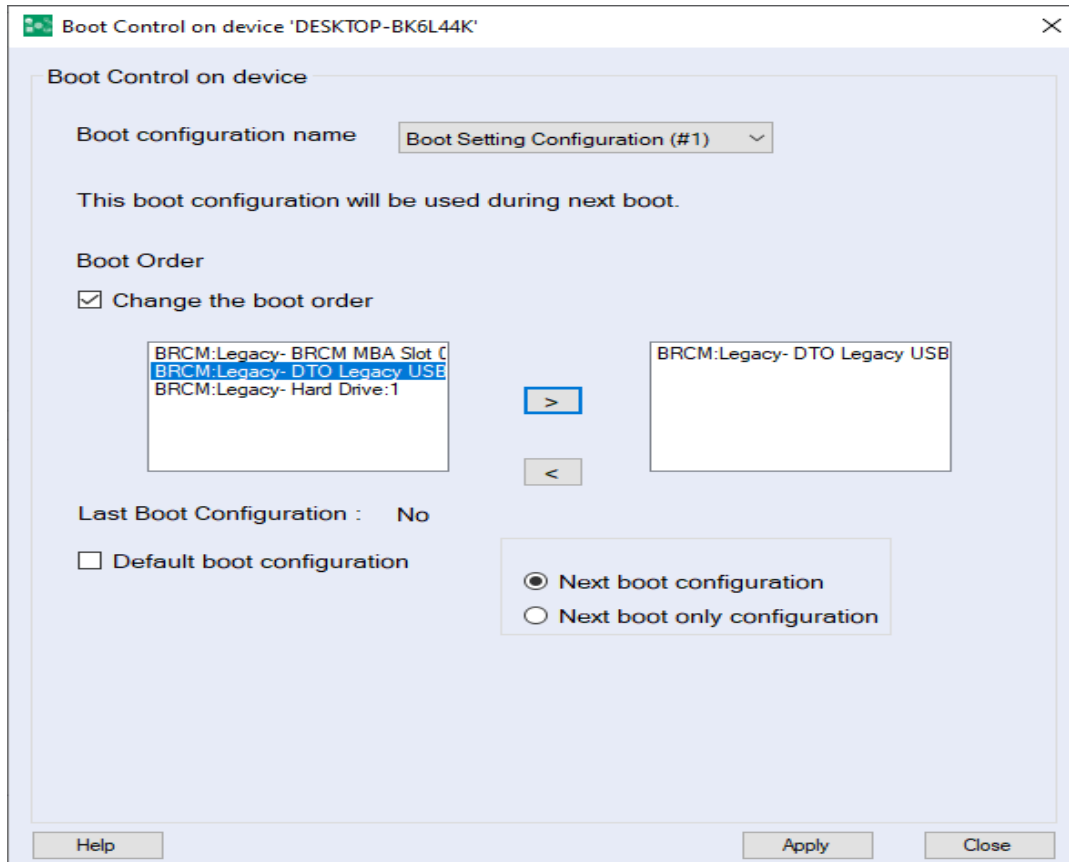 Boot Control on device 'DESKTOP-BK6L44K'
Boot Control on device
Boot configuration name Boot Setting Configuration (#1)
This boot configuration will be used during next boot.
Boot Order
Change the boot order
BRCM:Legacy- BRCM MBA Slot (
BRCM:Legacy- DTO Legacy USB
BRCM:Legacy- Hard Drive:1
>
<
BRCM:Legacy- DTO Legacy USB
Last Boot Configuration : No
Default boot configuration
Next boot configuration
Next boot only configuration
Help Apply Close